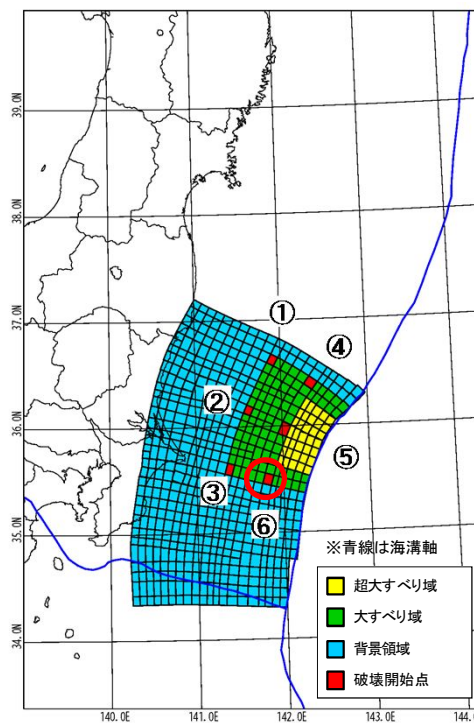 39.0N
38.0N
37.0N
36.0N
35.0N
34.0N
①
④
②
⑤
③
⑥
※青線は海溝軸
超大すべり域
大すべり域
背景領域
破壊開始点
140.0E
141.0E
142.0E
143.0E
144.0